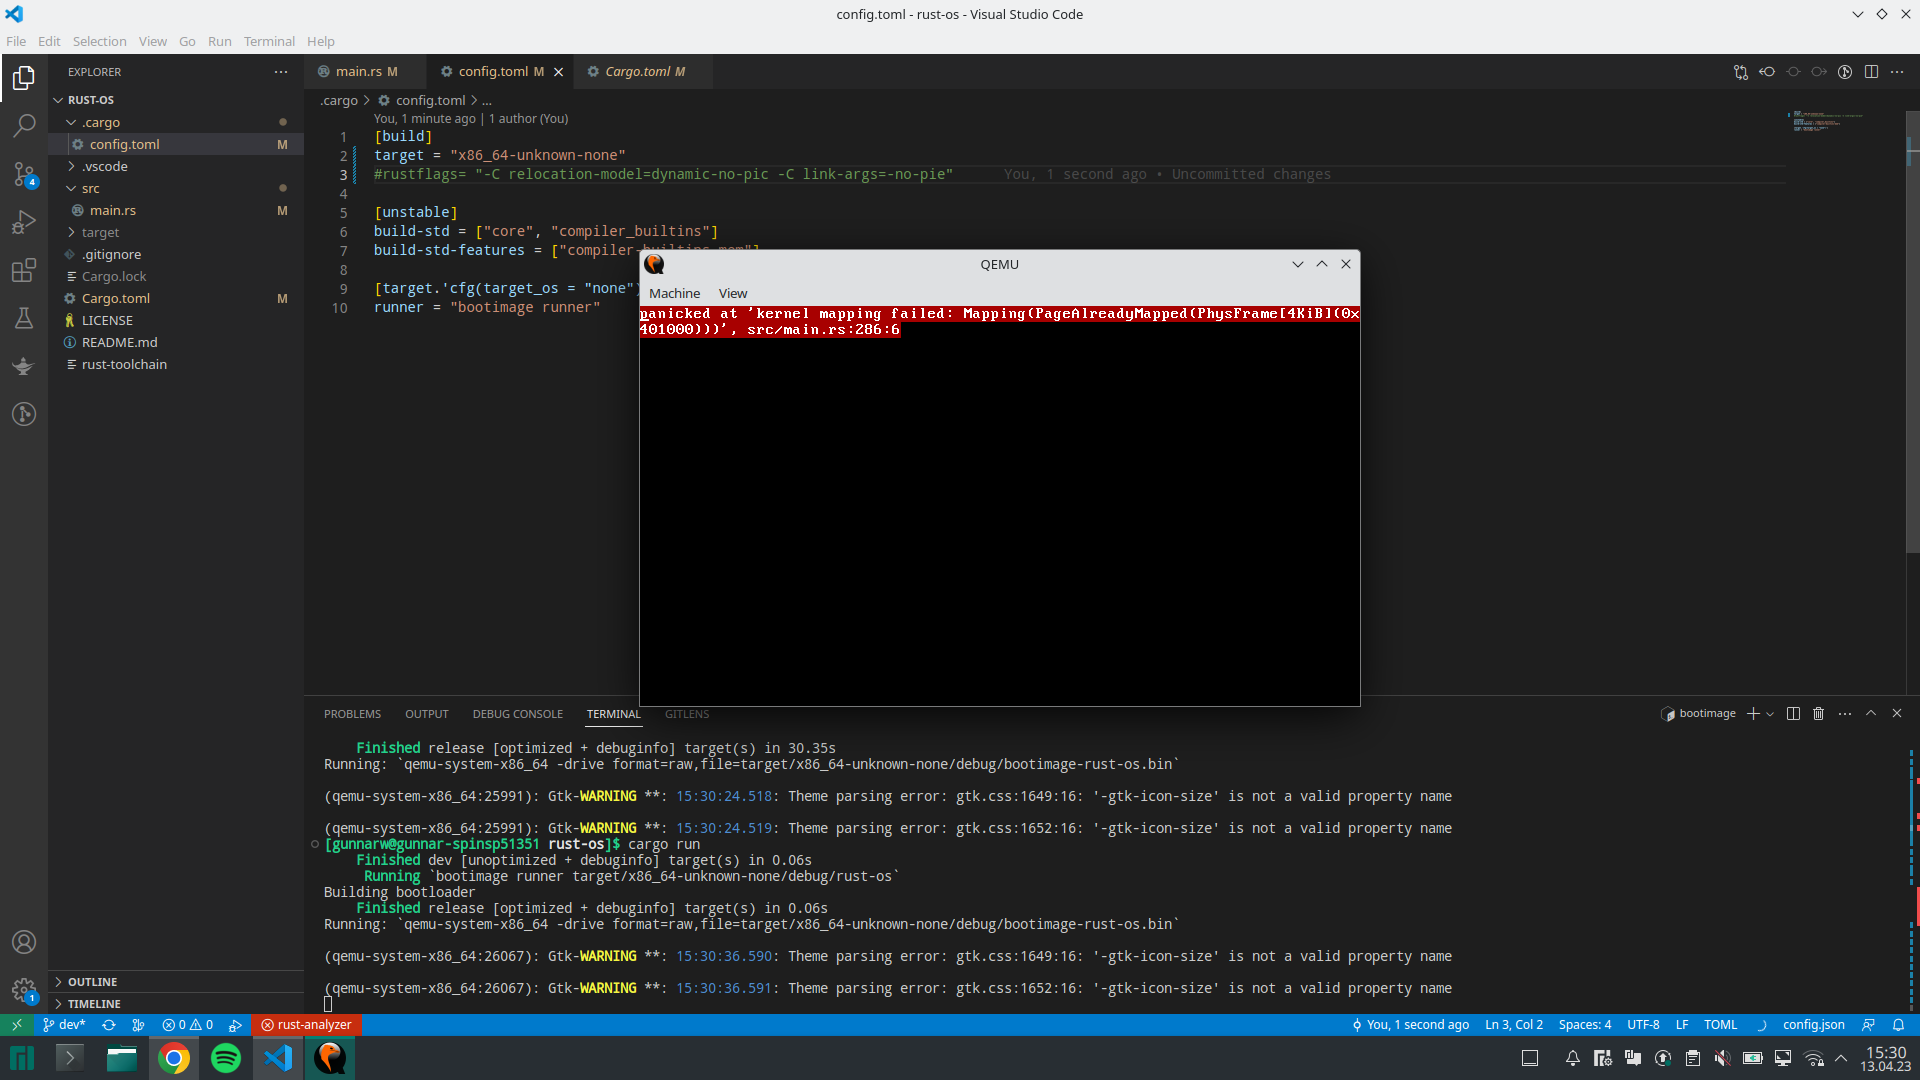 config.toml - rust-os - Visual Studio Code
File Edit Selection View Go Run Terminal Help
EXPLORER
RUST-OS
.cargo
config.toml M
.vscode
src
main.rs M
target
.gitignore
Cargo.lock
Cargo.toml M
LICENSE
README.md
rust-toolchain
OUTLINE
TIMELINE
4
1
main.rs M config.toml M Cargo.toml M
.cargo > config.toml > ...
You, 1 minute ago | 1 author (You)
1 [build]
2 target = "x86_64-unknown-none"
3 #rustflags= "-C relocation-model=dynamic-no-pic -C link-args=-no-pie" You, 1 second ago • Uncommitted changes
4
5 [unstable]
6 build-std = ["core", "compiler_builtins"]
7 build-std-features = ["compiler-builtins-mem"]
8
9 [target.'cfg(target_os = "none")
10 runner = "bootimage runner"
QEMU
Machine View
panicked at 'kernel mapping failed: Mapping(PageAlreadyMapped(PhysFrame[4KiB](0x
401000)))', src/main.rs:286:6
PROBLEMS OUTPUT DEBUG CONSOLE TERMINAL GITLENS
bootimage
Finished release [optimized + debuginfo] target(s) in 30.35s
Running: `qemu-system-x86_64 -drive format=raw,file=target/x86_64-unknown-none/debug/bootimage-rust-os.bin`
(qemu-system-x86_64:25991): Gtk-WARNING **: 15:30:24.518: Theme parsing error: gtk.css:1649:16: '-gtk-icon-size' is not a valid property name
(qemu-system-x86_64:25991): Gtk-WARNING **: 15:30:24.519: Theme parsing error: gtk.css:1652:16: '-gtk-icon-size' is not a valid property name
[gunnarw@gunnar-spinsp51351 rust-os]$ cargo run
Finished dev [unoptimized + debuginfo] target(s) in 0.06s
Running `bootimage runner target/x86_64-unknown-none/debug/rust-os`
Building bootloader
Finished release [optimized + debuginfo] target(s) in 0.06s
Running: `qemu-system-x86_64 -drive format=raw,file=target/x86_64-unknown-none/debug/bootimage-rust-os.bin`
(qemu-system-x86_64:26067): Gtk-WARNING **: 15:30:36.590: Theme parsing error: gtk.css:1649:16: '-gtk-icon-size' is not a valid property name
(qemu-system-x86_64:26067): Gtk-WARNING **: 15:30:36.591: Theme parsing error: gtk.css:1652:16: '-gtk-icon-size' is not a valid property name
dev* 0 0 rust-analyzer You, 1 second ago Ln 3, Col 2 Spaces: 4 UTF-8 LF TOML config.json
15:30
13.04.23